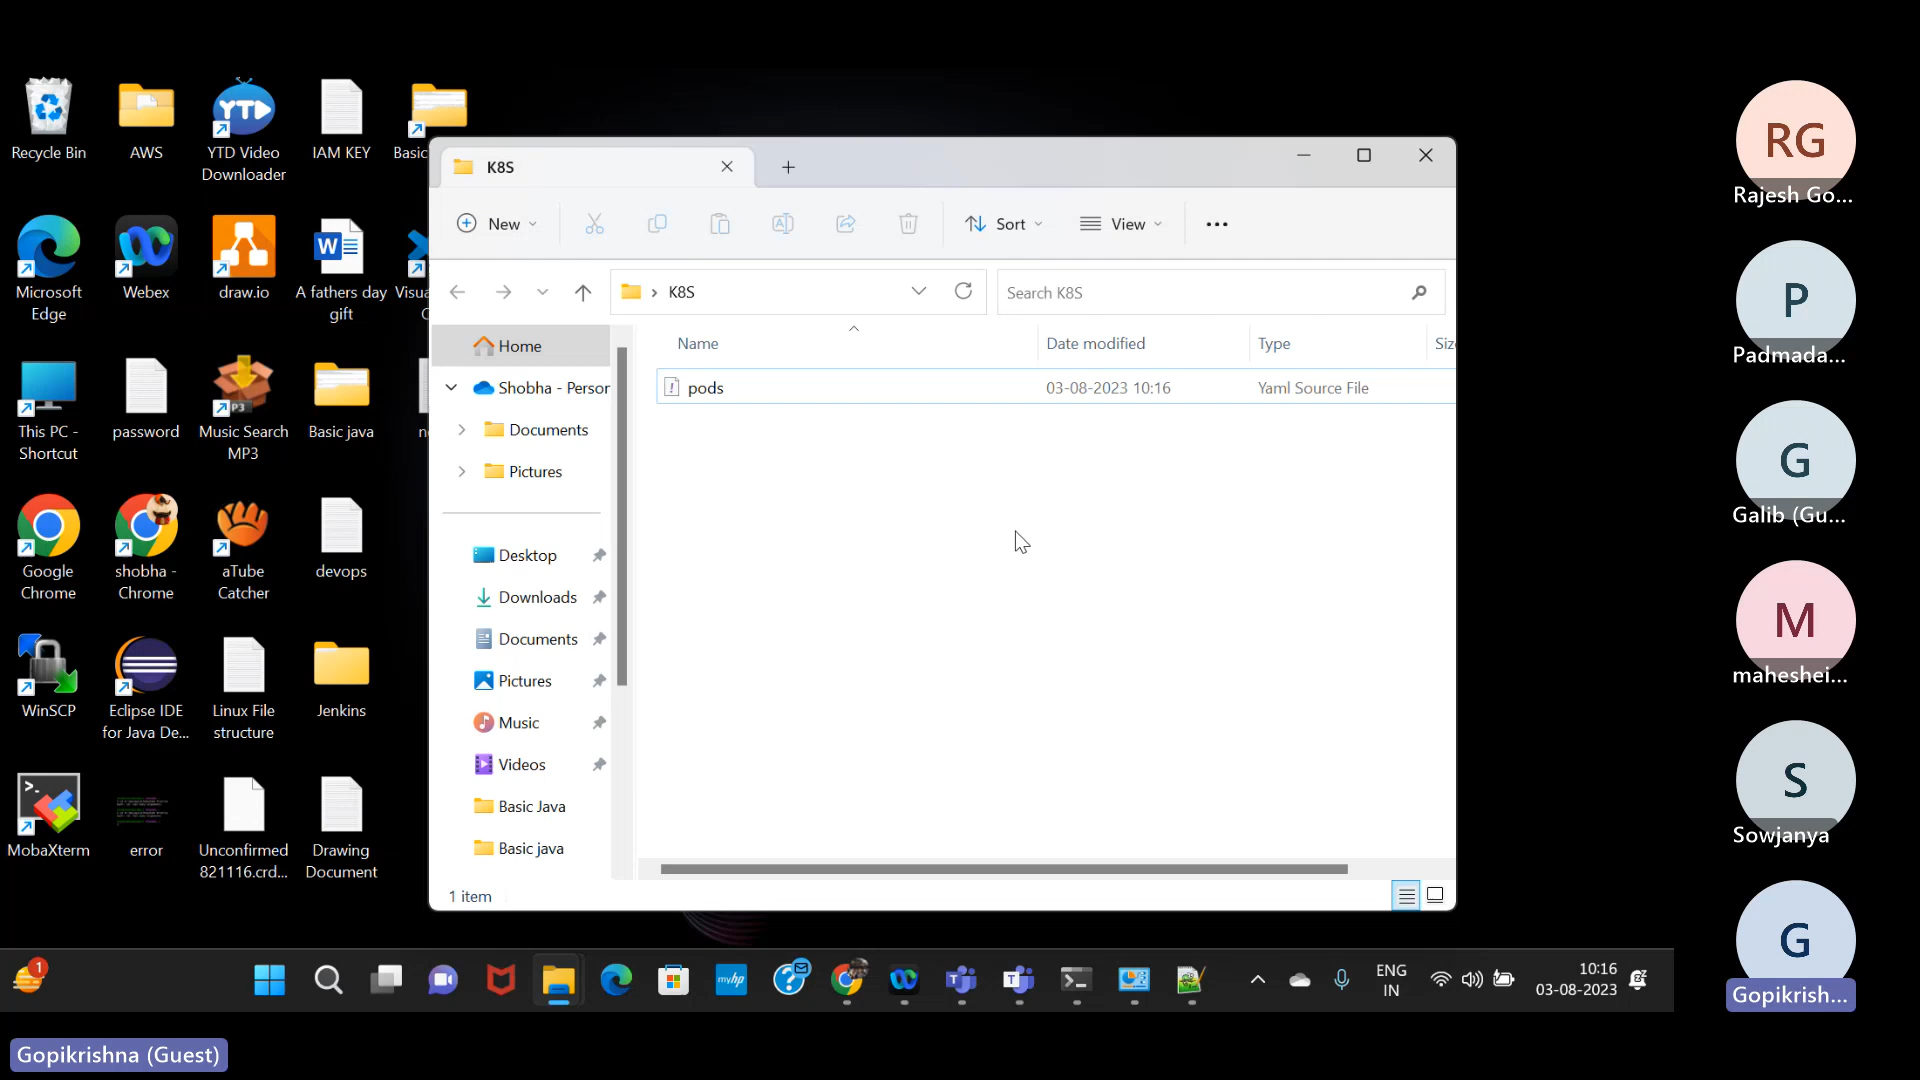 Recycle Bin
AWS
YTD Video
Downloader
IAM KEY
Basic
Microsoft
Edge
Webex
draw.io
A fathers day
gift
Visua
C
This PC -
Shortcut
password
Music Search
MP3
Basic java
n
Google
Chrome
shobha -
Chrome
aTube
Catcher
devops
WinSCP
Eclipse IDE
for Java De...
Linux File
structure
Jenkins
MobaXterm
error
Unconfirmed
821116.crd...
Drawing
Document
K8S
New
Sort
View
K8S
Search K8S
Name
Date modified
Type
Siz
pods
03-08-2023 10:16
Yaml Source File
Home
Shobha - Person
Documents
Pictures
Desktop
Downloads
Documents
Pictures
Music
Videos
Basic Java
Basic java
1 item
RG
Rajesh Go...
P
Padmada...
G
Galib (Gu...
M
maheshei...
S
Sowjanya
G
Gopikrish...
1
myhp
ENG
IN
10:16
03-08-2023
Gopikrishna (Guest)